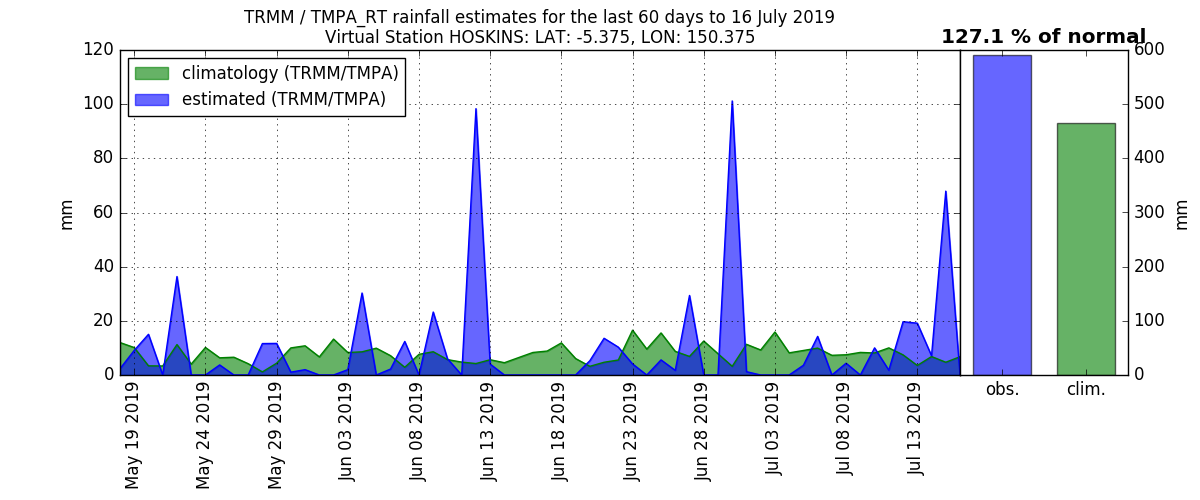 TRMM / TMPA_RT rainfall estimates for the last 60 days to 16 July 2019
Virtual Station HOSKINS: LAT: -5.375, LON: 150.375
127.1 % of normal
climatology (TRMM/TMPA)
estimated (TRMM/TMPA)
mm
120
100
80
60
40
20
0
May 19 2019
May 24 2019
May 29 2019
Jun 03 2019
Jun 08 2019
Jun 13 2019
Jun 18 2019
Jun 23 2019
Jun 28 2019
Jul 03 2019
Jul 08 2019
Jul 13 2019
obs.
clim.
600
500
400
300
200
100
0
mm